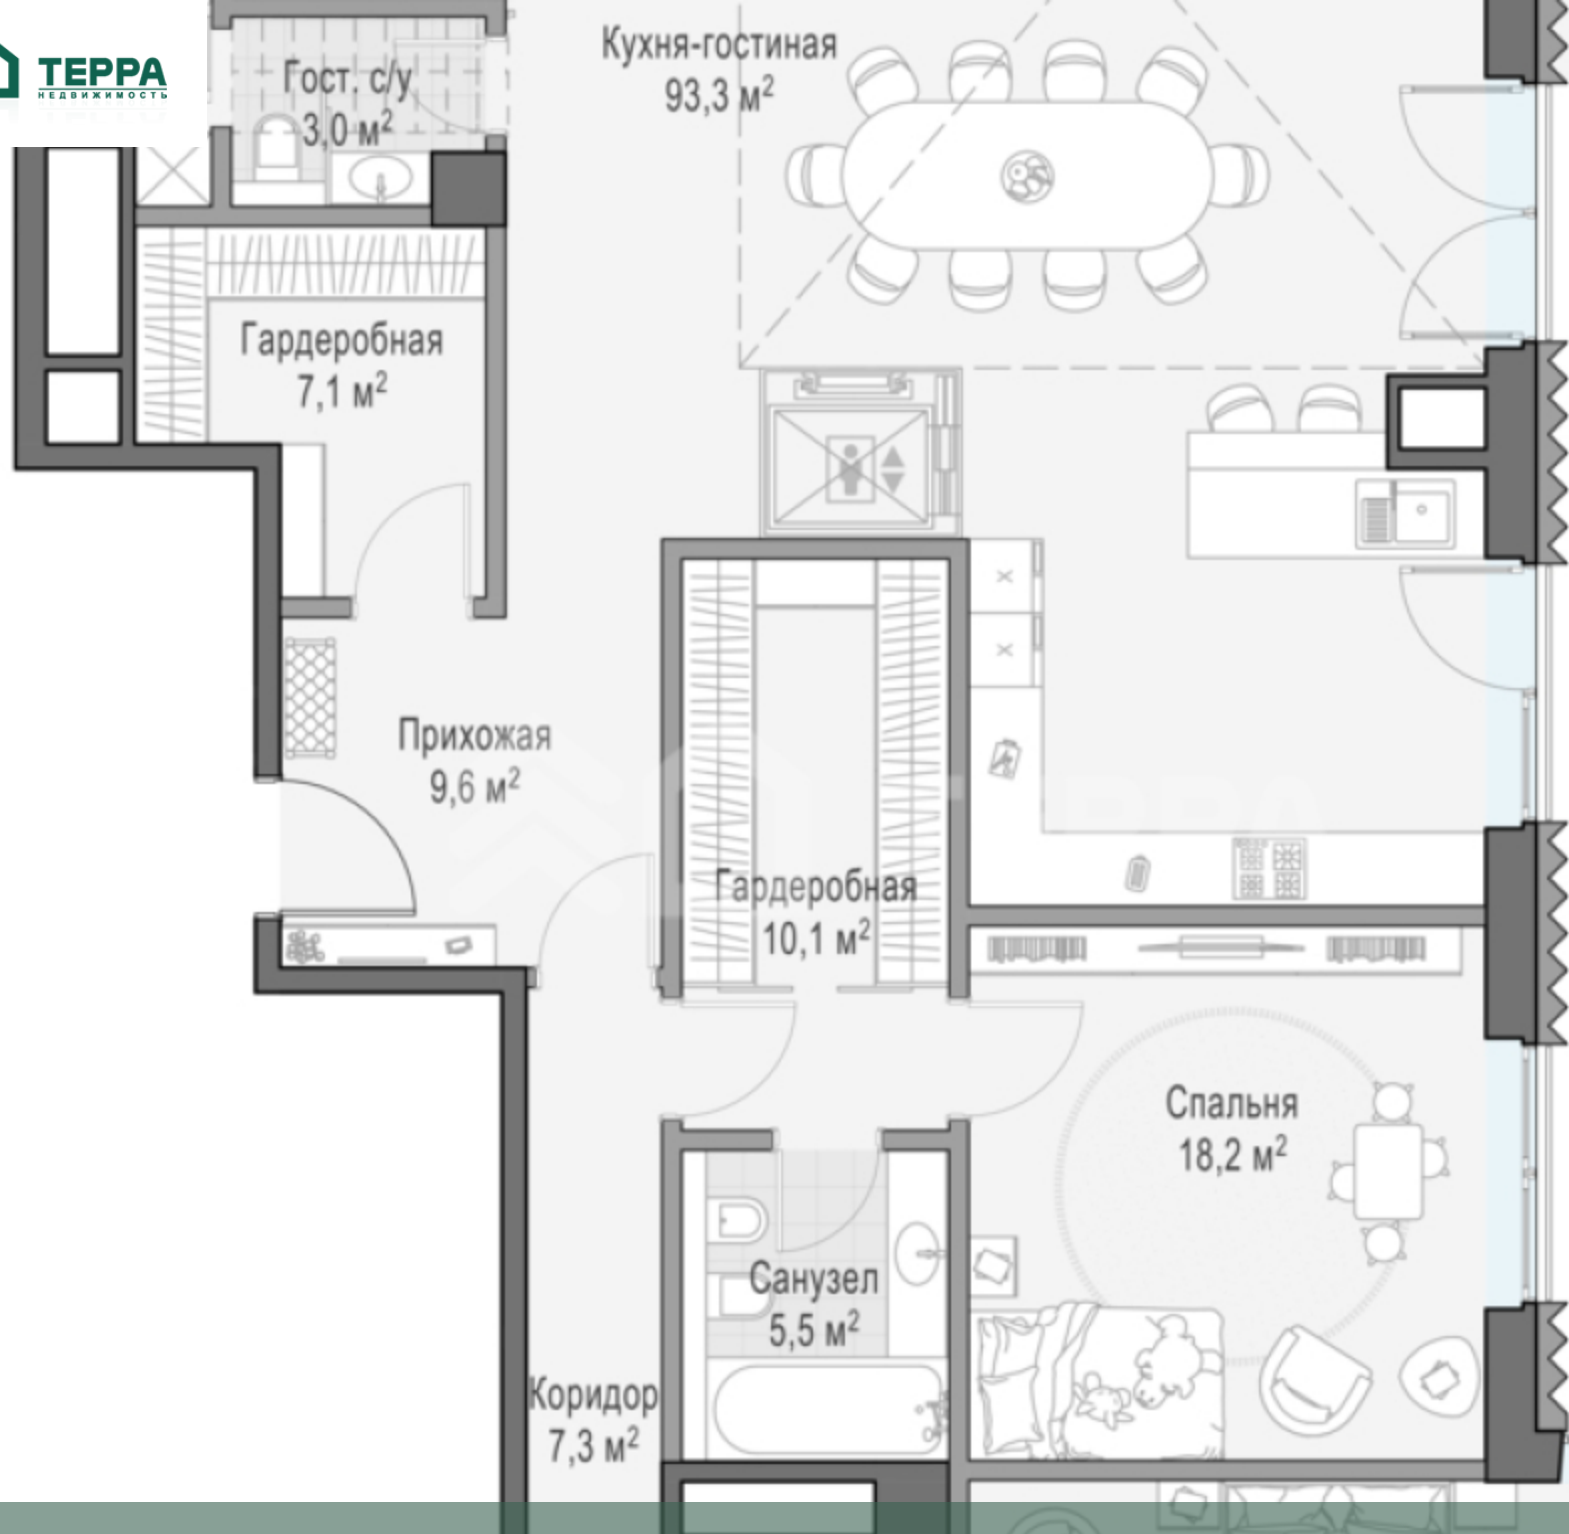 ТЕРРА
НЕДВИЖИМОСТЬ
Гост. с/у
3,0 м²
Кухня-гостиная
93,3 м²
Гардеробная
7,1 м²
Прихожая
9,6 м²
ТЕРРА
Гардеробная
10,1 м²
Спальня
18,2 м²
Санузел
5,5 м²
Коридор
7,3 м²